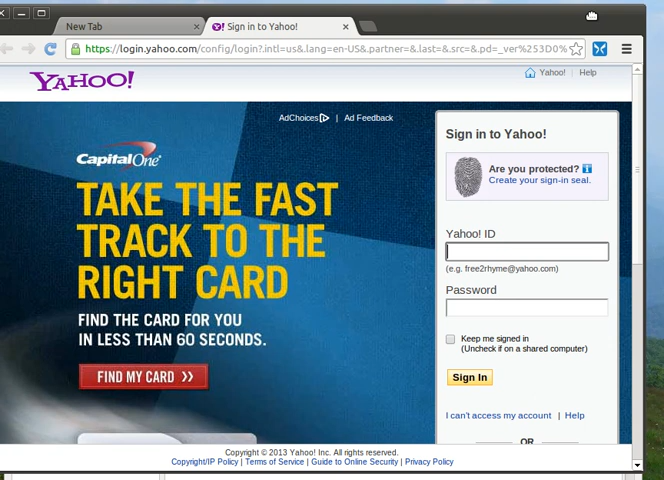 New Tab
Sign in to Yahoo!
https://login.yahoo.com/config/login?.intl=us&.lang=en-US&.partner=&.last=&.src=&.pd=_ver%253D0%
YAHOO!
Yahoo! | Help
AdChoices | Ad Feedback
CapitalOne
TAKE THE FAST
TRACK TO THE
RIGHT CARD
FIND THE CARD FOR YOU
IN LESS THAN 60 SECONDS.
FIND MY CARD >>
Sign in to Yahoo!
Are you protected?
Create your sign-in seal.
Yahoo! ID
(e.g. free2rhyme@yahoo.com)
Password
Keep me signed in
(Uncheck if on a shared computer)
Sign In
I can't access my account | Help
OR
Copyright © 2013 Yahoo! Inc. All rights reserved.
Copyright/IP Policy | Terms of Service | Guide to Online Security | Privacy Policy